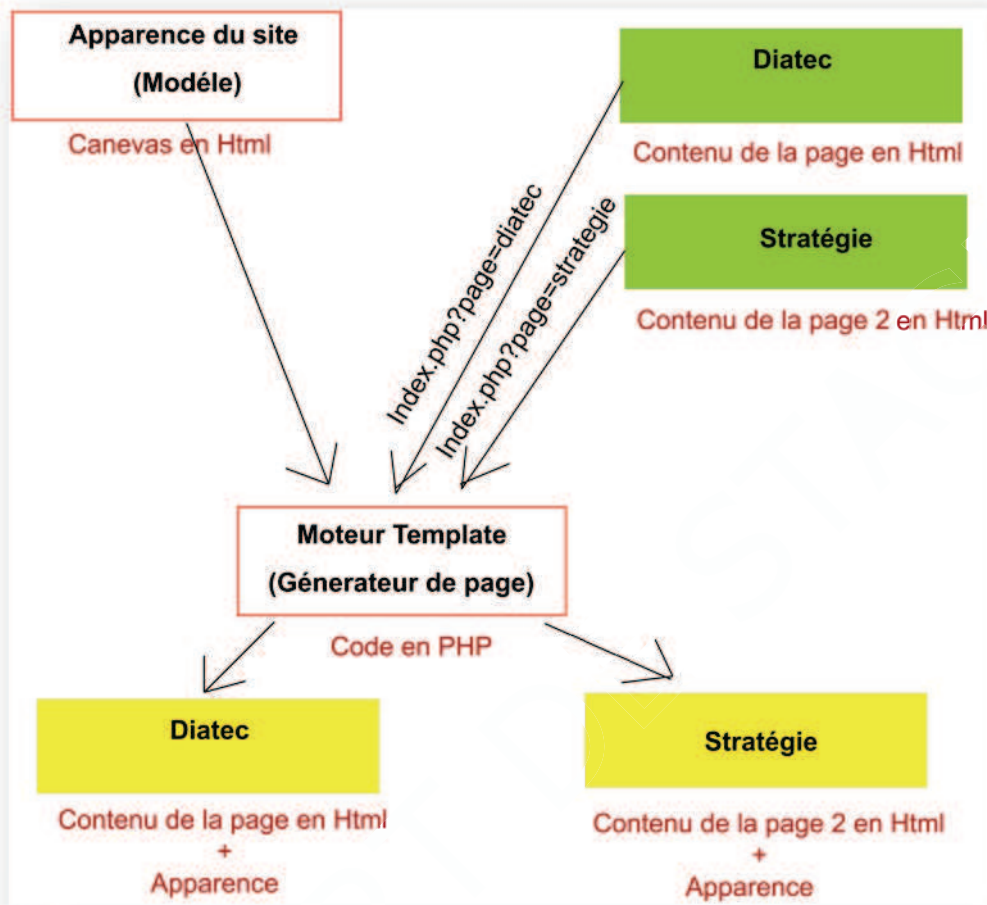 Apparence du site
(Modéle)
Canevas en Html
Diatec
Contenu de la page en Html
Stratégie
Contenu de la page 2 en Html
Index.php?page=diatec
Index.php?page=strategie
Moteur Template
(Génerateur de page)
Code en PHP
Diatec
Contenu de la page en Html
+
Apparence
Stratégie
Contenu de la page 2 en Html
+
Apparence